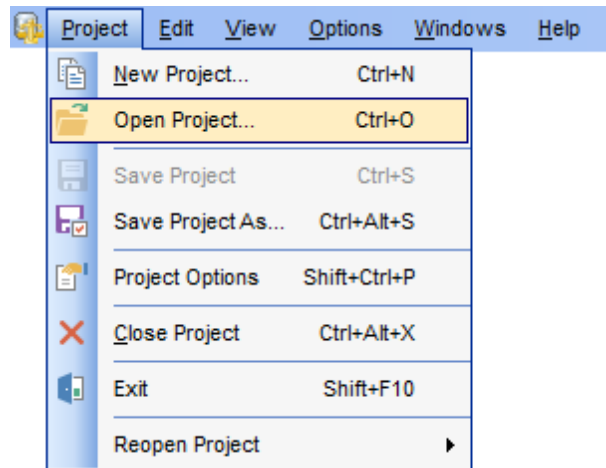 Project Edit View Options Windows Help
New Project... Ctrl+N
Open Project... Ctrl+O
Save Project Ctrl+S
Save Project As... Ctrl+Alt+S
Project Options Shift+Ctrl+P
Close Project Ctrl+Alt+X
Exit Shift+F10
Reopen Project